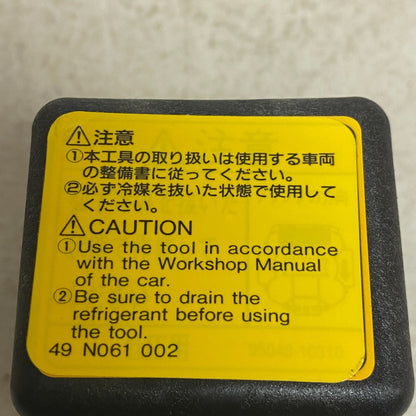 ⚠注意
①本工具の取り扱いは使用する車両
の整備書に従ってください。
②必ず冷媒を抜いた状態で使用して
ください。
⚠CAUTION
①Use the tool in accordance
with the Workshop Manual
of the car.
②Be sure to drain the
refrigerant before using
the tool.
49 N061 002